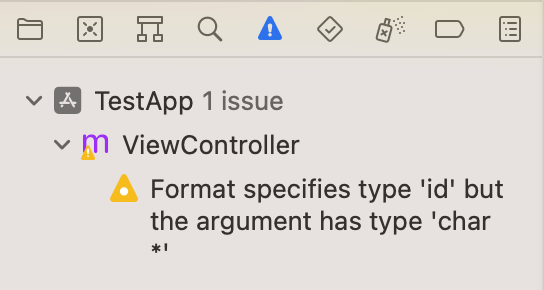 TestApp 1 issue
m ViewController
Format specifies type 'id' but
the argument has type 'char
*'